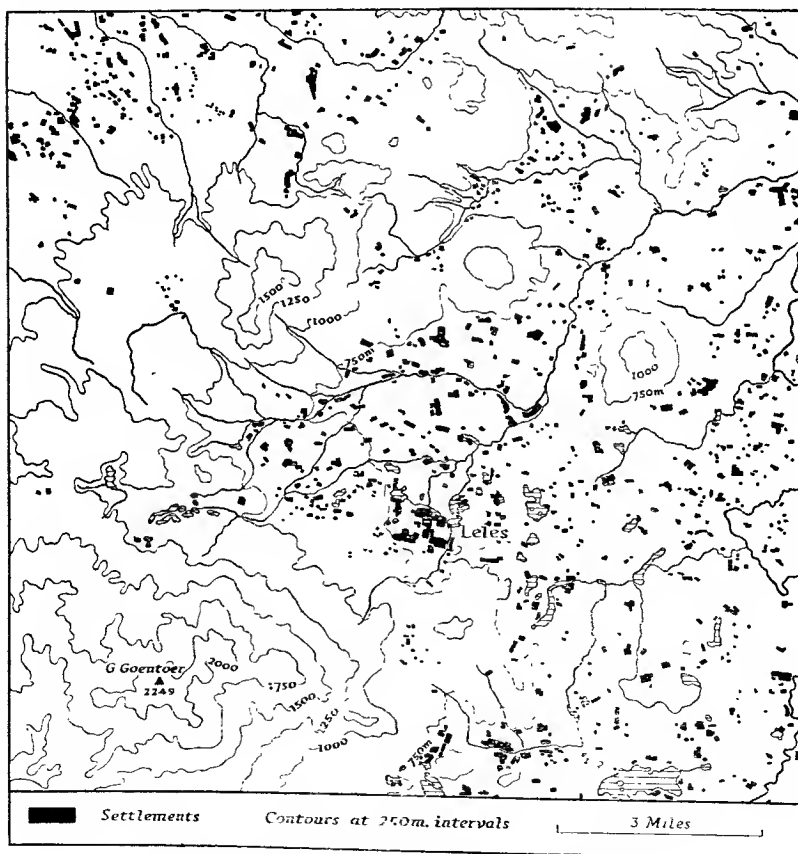 1500
1250
1000
750m
1000
750m
Leles
G Goentoer
2249
2000
1750
1500
1250
1000
750m
Settlements Contours at 250m. intervals 3 Miles